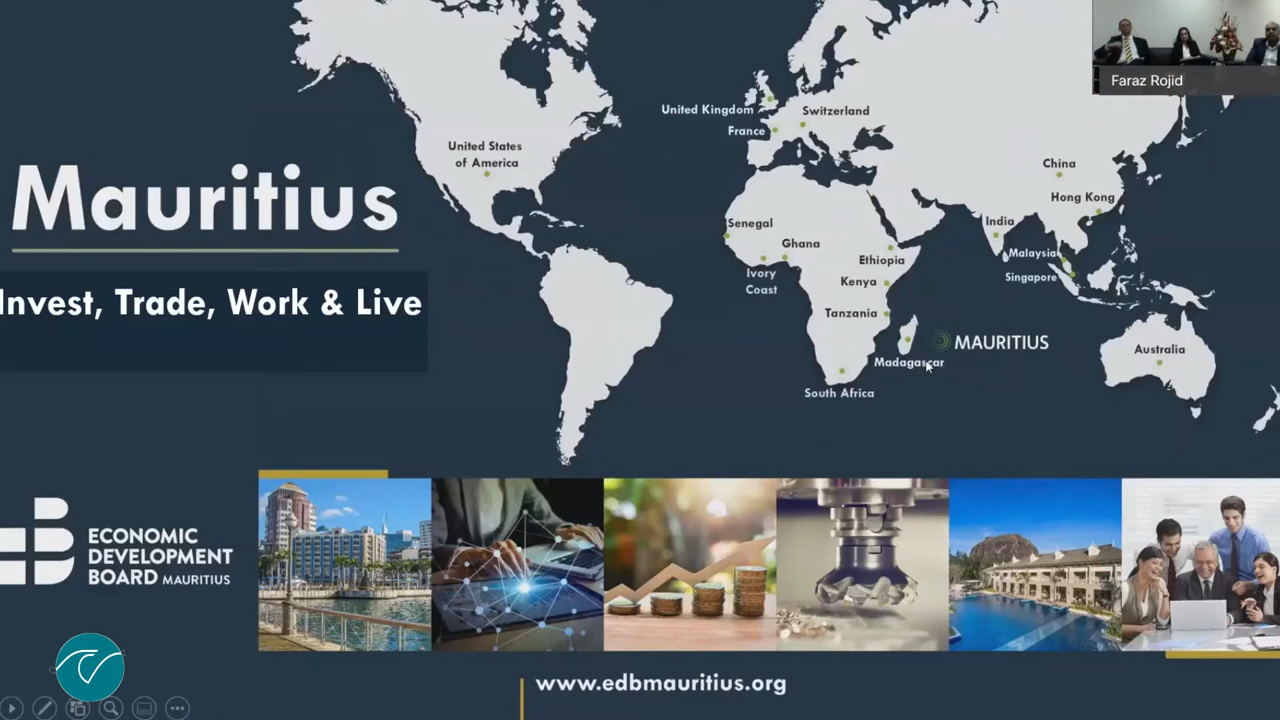 Faraz Rojid
United Kingdom
Switzerland
France
United States
of America
China
Hong Kong
Mauritius
Senegal
India
Ghana
Malaysia
Ethiopia
Singapore
Ivory
Coast
Kenya
Invest, Trade, Work & Live
Tanzania
MAURITIUS
Australia
Madagascar
South Africa
ECONOMIC
DEVELOPMENT
BOARD MAURITIUS
www.edbmauritius.org